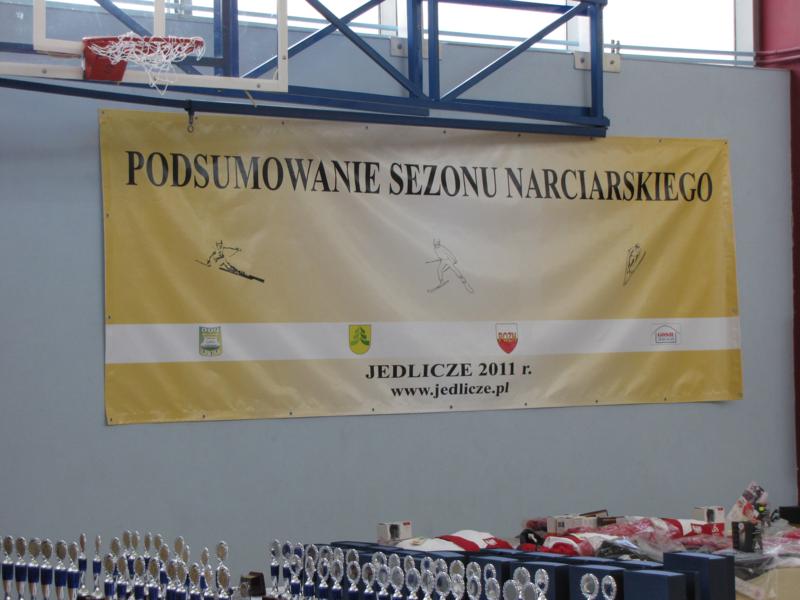 PODSUMOWANIE SEZONU NARCIARSKIEGO
JEDLICZE 2011 r.
www.jedlicze.pl